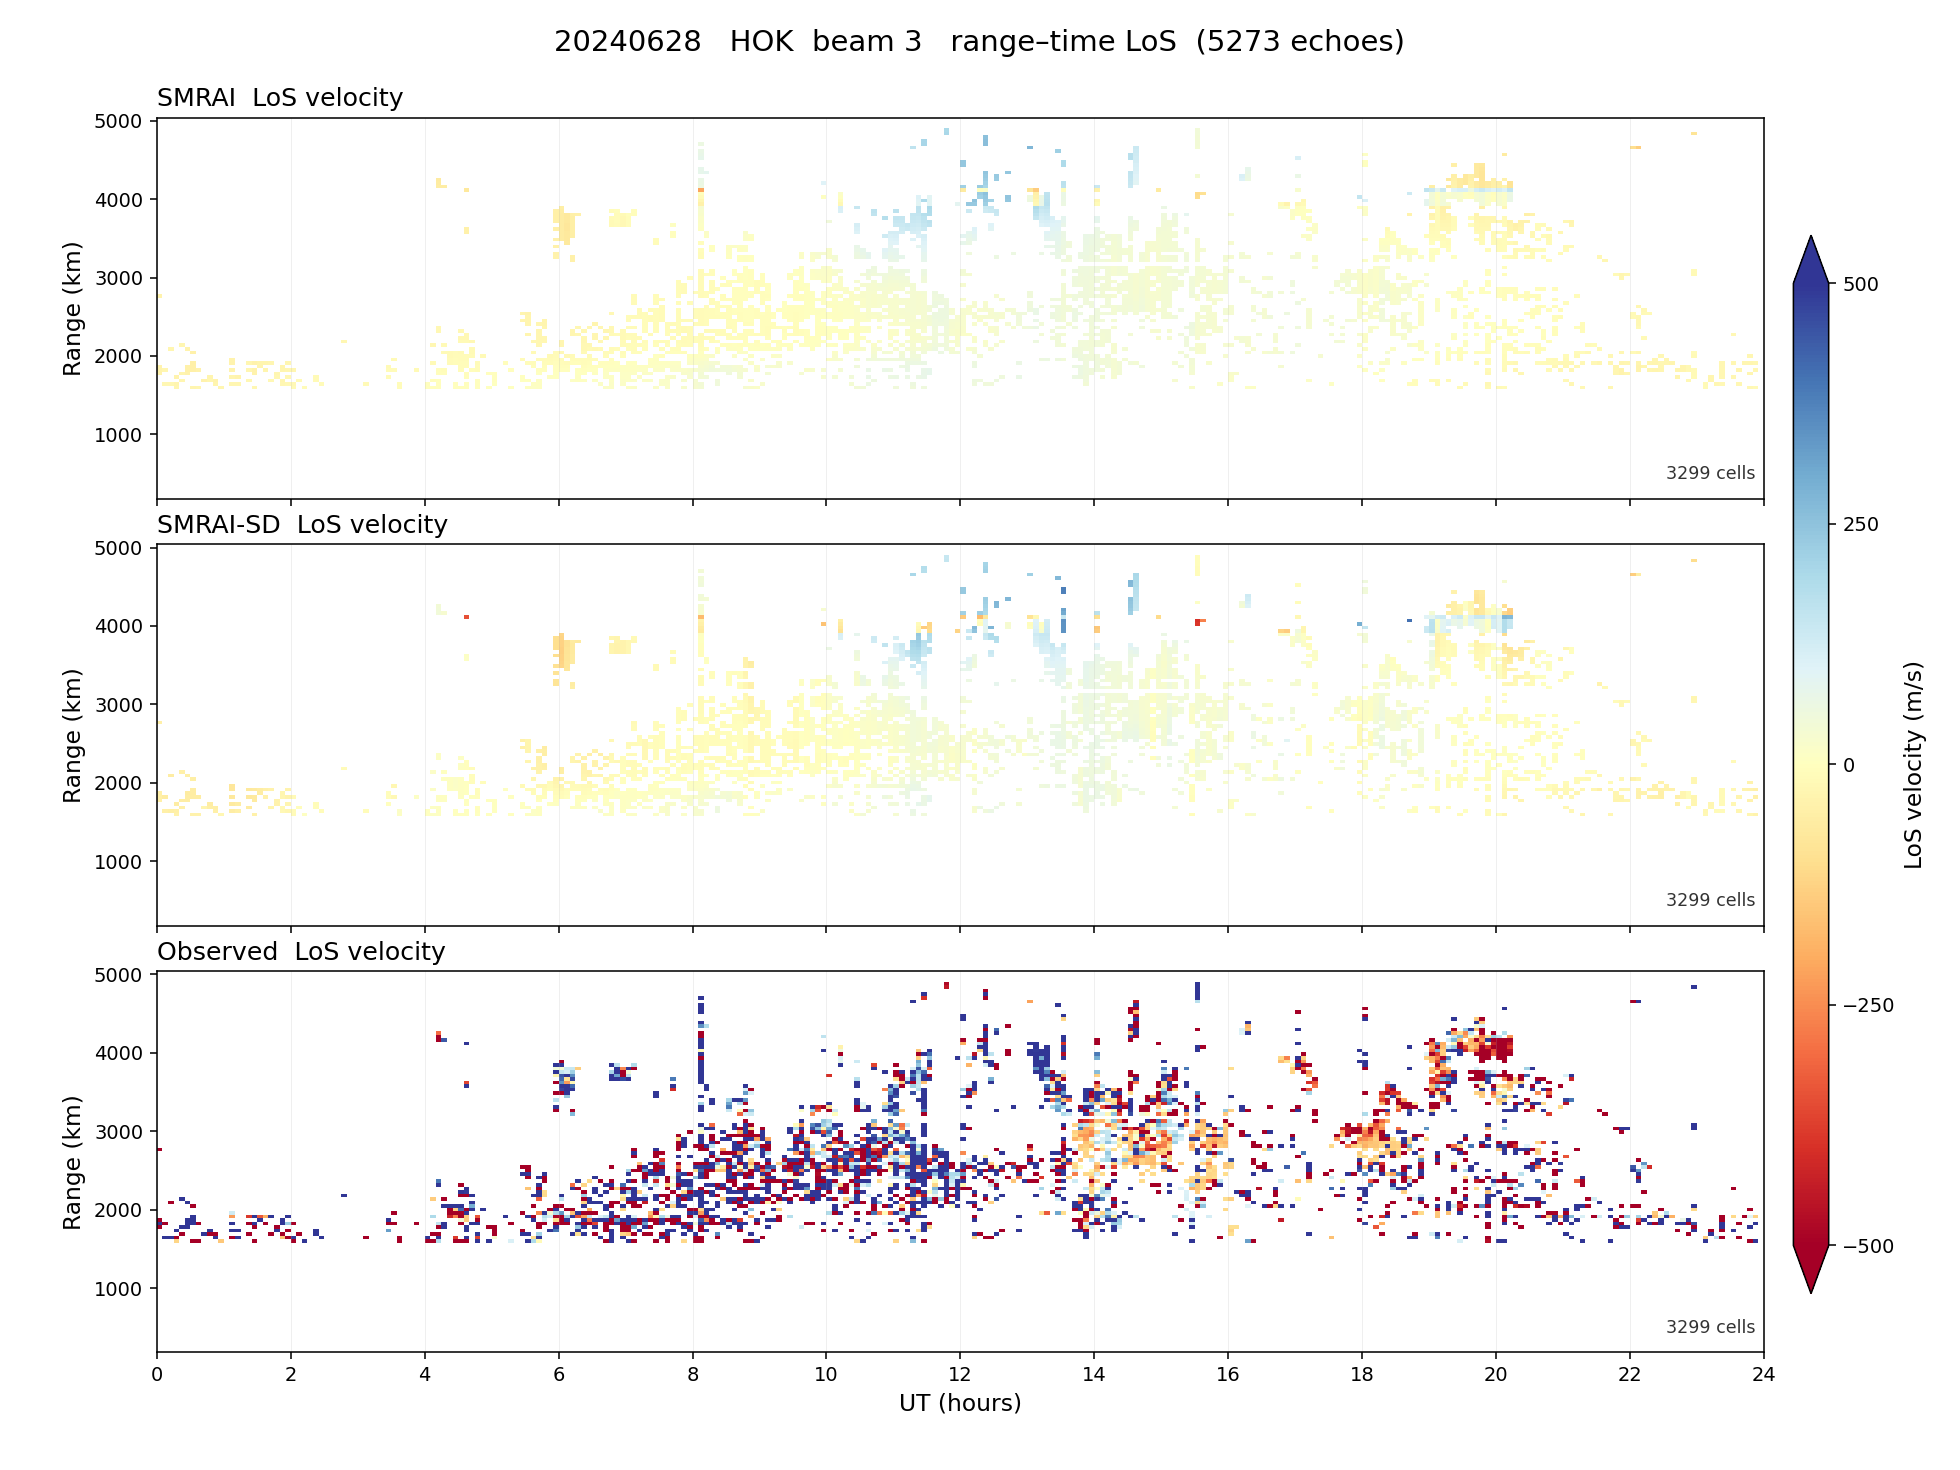 20240628   HOK  beam 3   range–time LoS  (5273 echoes)
SMRAI  LoS velocity
5000
4000
3000
2000
1000
Range (km)
3299 cells
SMRAI-SD  LoS velocity
5000
4000
3000
2000
1000
Range (km)
3299 cells
Observed  LoS velocity
5000
4000
3000
2000
1000
Range (km)
3299 cells
0 2 4 6 8 10 12 14 16 18 20 22 24
UT (hours)
500
250
0
−250
−500
LoS velocity (m/s)